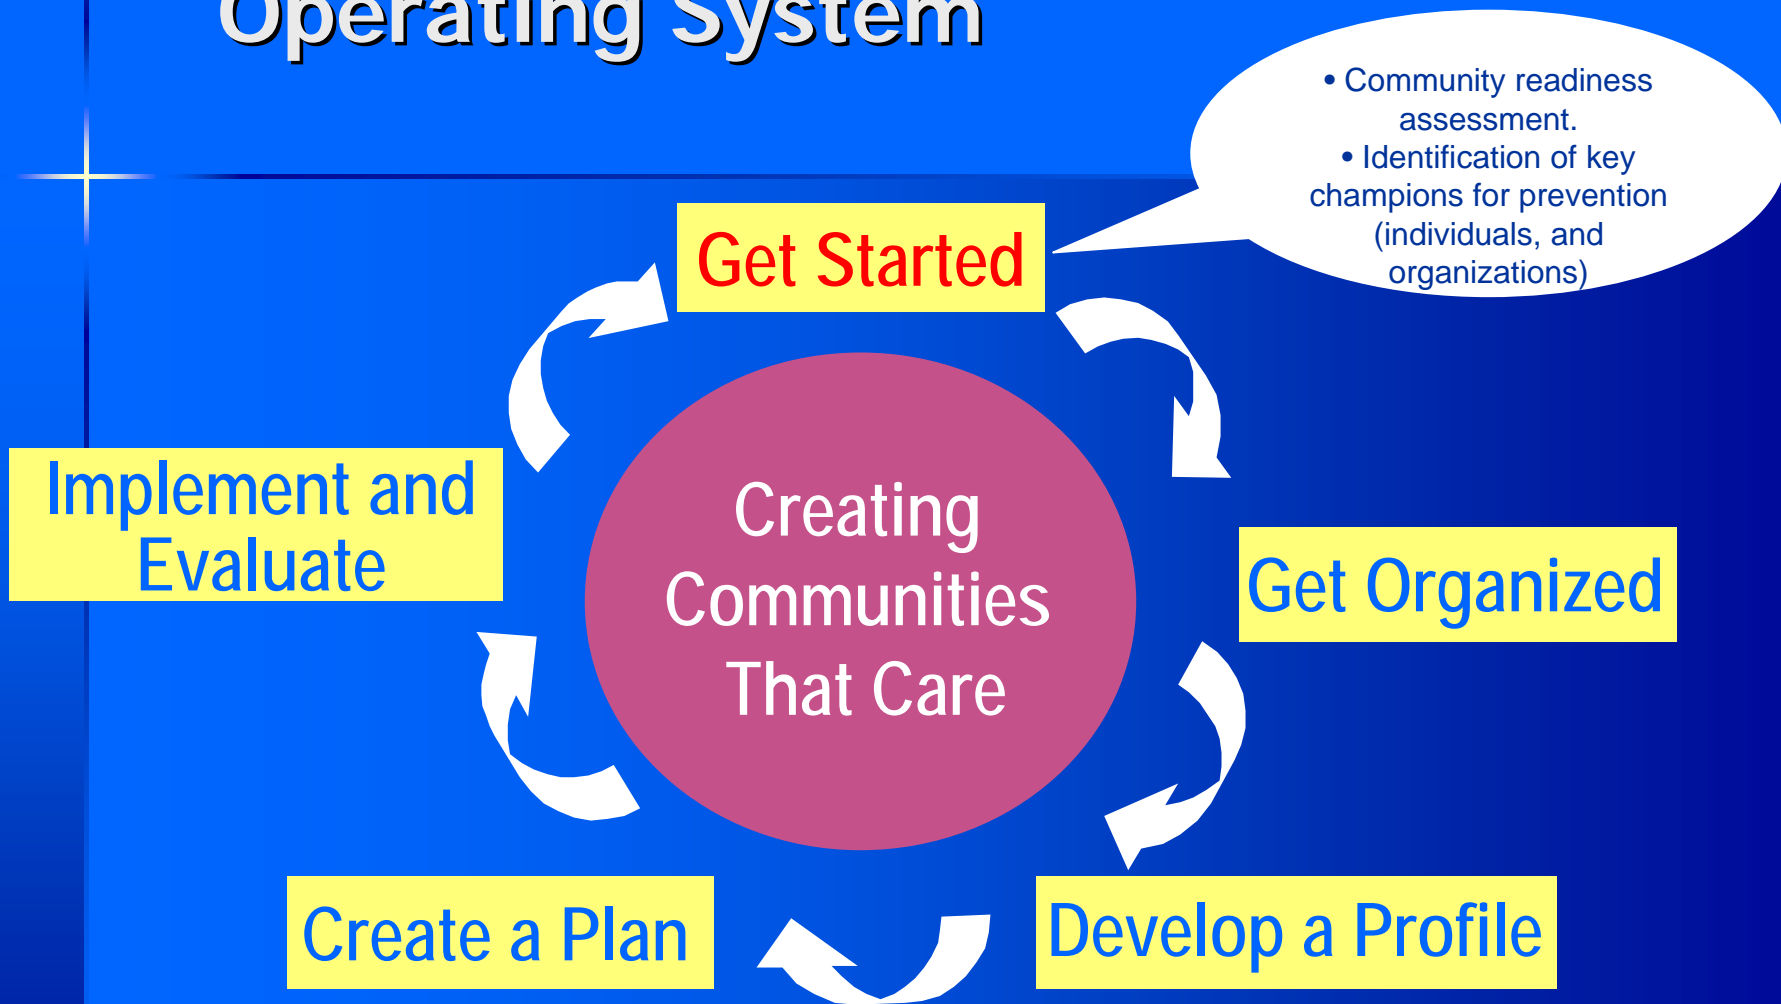 Operating System
• Community readiness
assessment.
• Identification of key
champions for prevention
(individuals, and
organizations)
Get Started
Implement and
Evaluate
Creating
Communities
That Care
Get Organized
Create a Plan
Develop a Profile